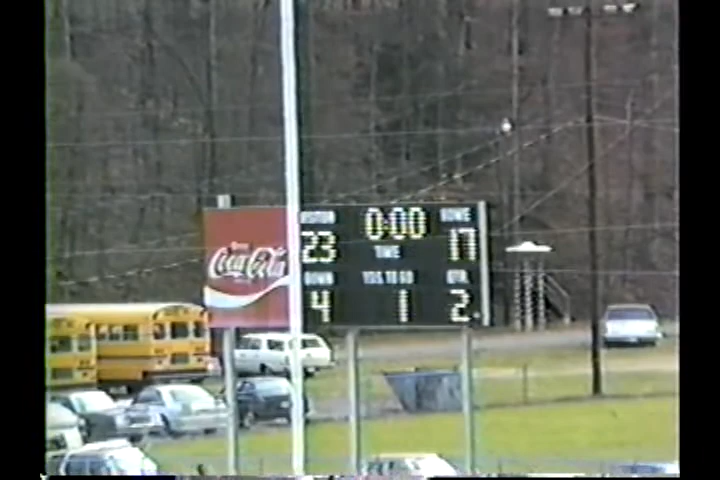 VISITOR 0:00 HOME
23 TIME 17
DOWN YDS TO GO QTR.
4 1 2
Coca-Cola